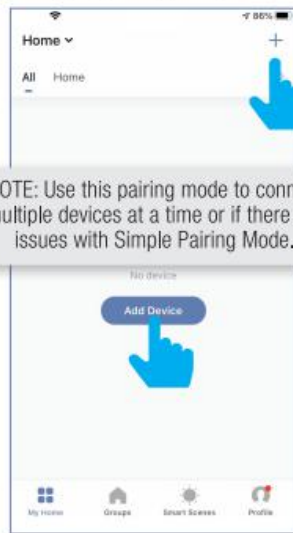 86%
Home
All Home
OTE: Use this pairing mode to conn
ultiple devices at a time or if there
issues with Simple Pairing Mode.
No device
Add Device
My Home Groups Smart Scenes Profile